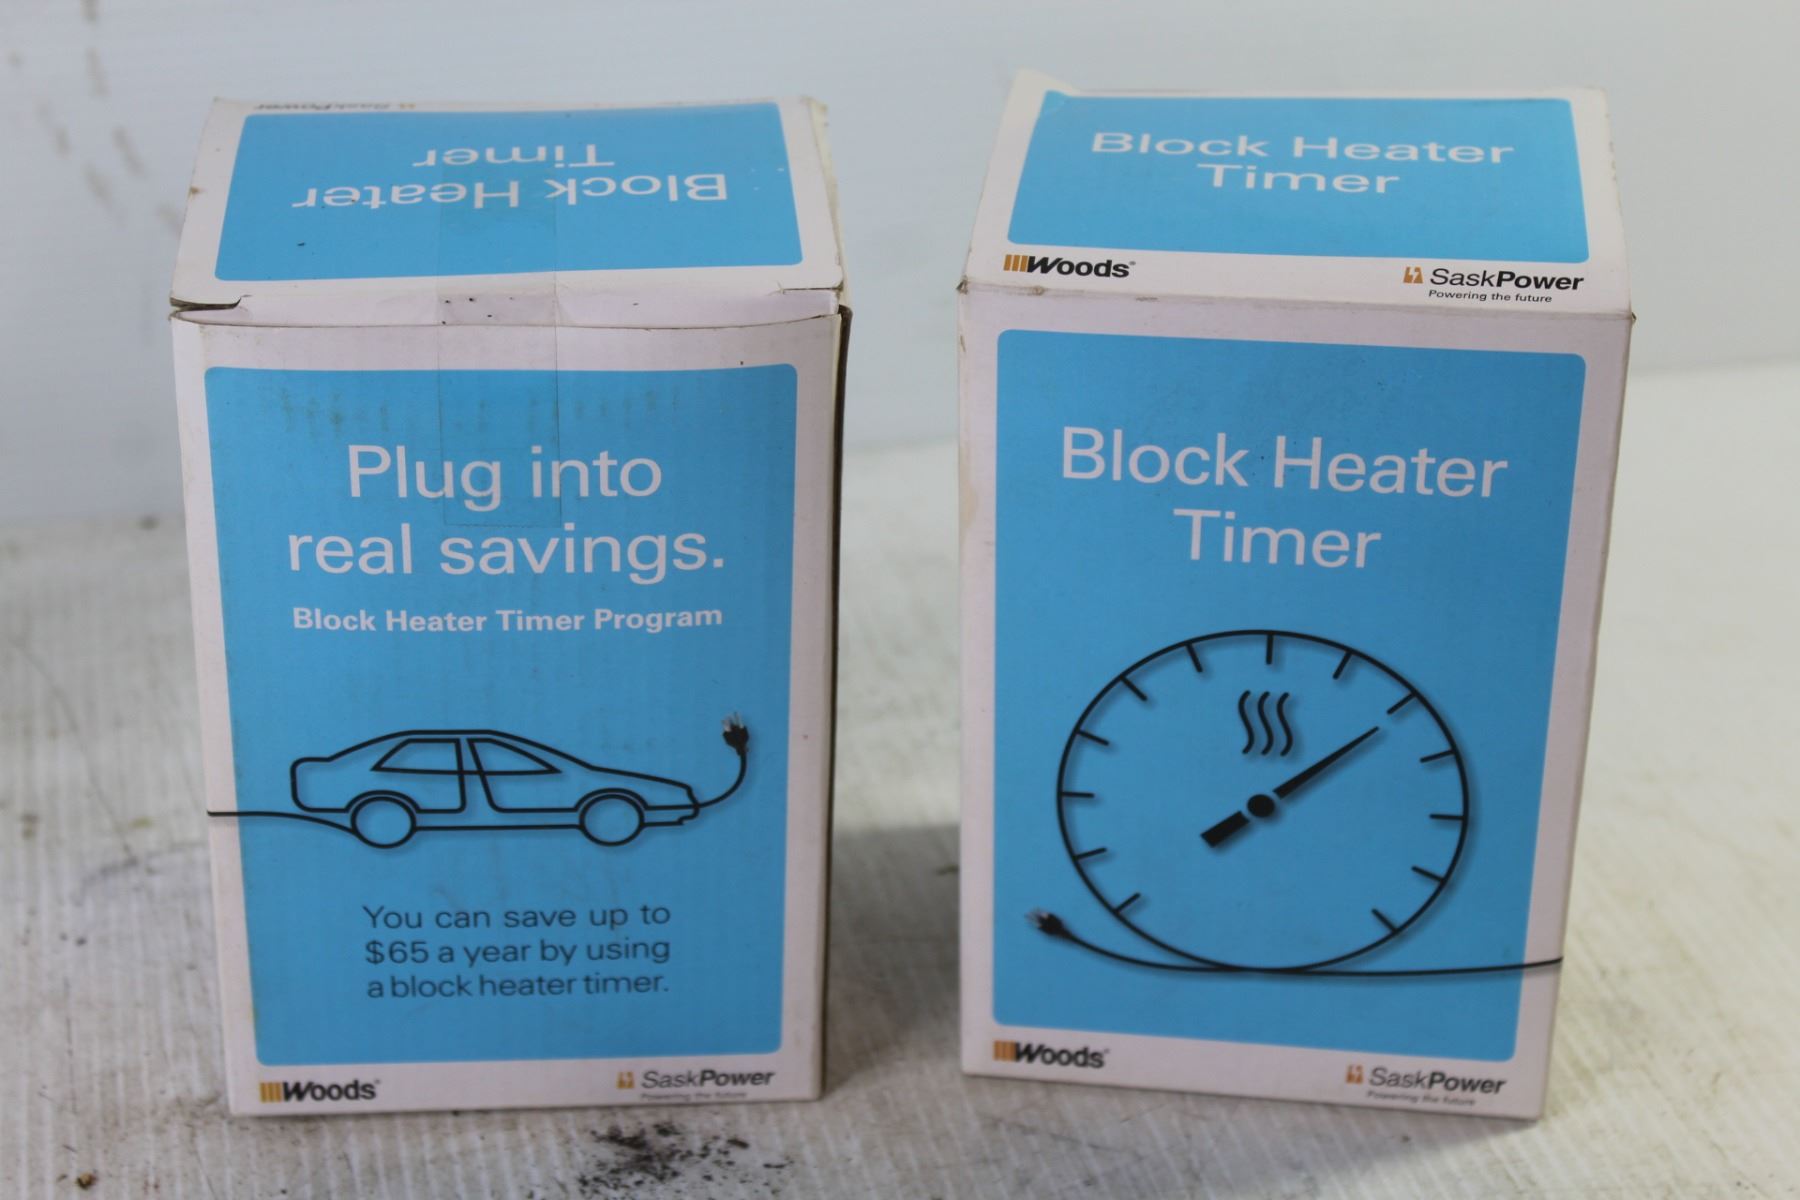 SaskPower
Block Heater
Timer
Plug into
real savings.
Block Heater Timer Program
You can save up to
$65 a year by using
a block heater timer.
Woods®
SaskPower
Powering the future
Block Heater
Timer
Woods®
SaskPower
Powering the future
Block Heater
Timer
Woods®
SaskPower
Powering the future